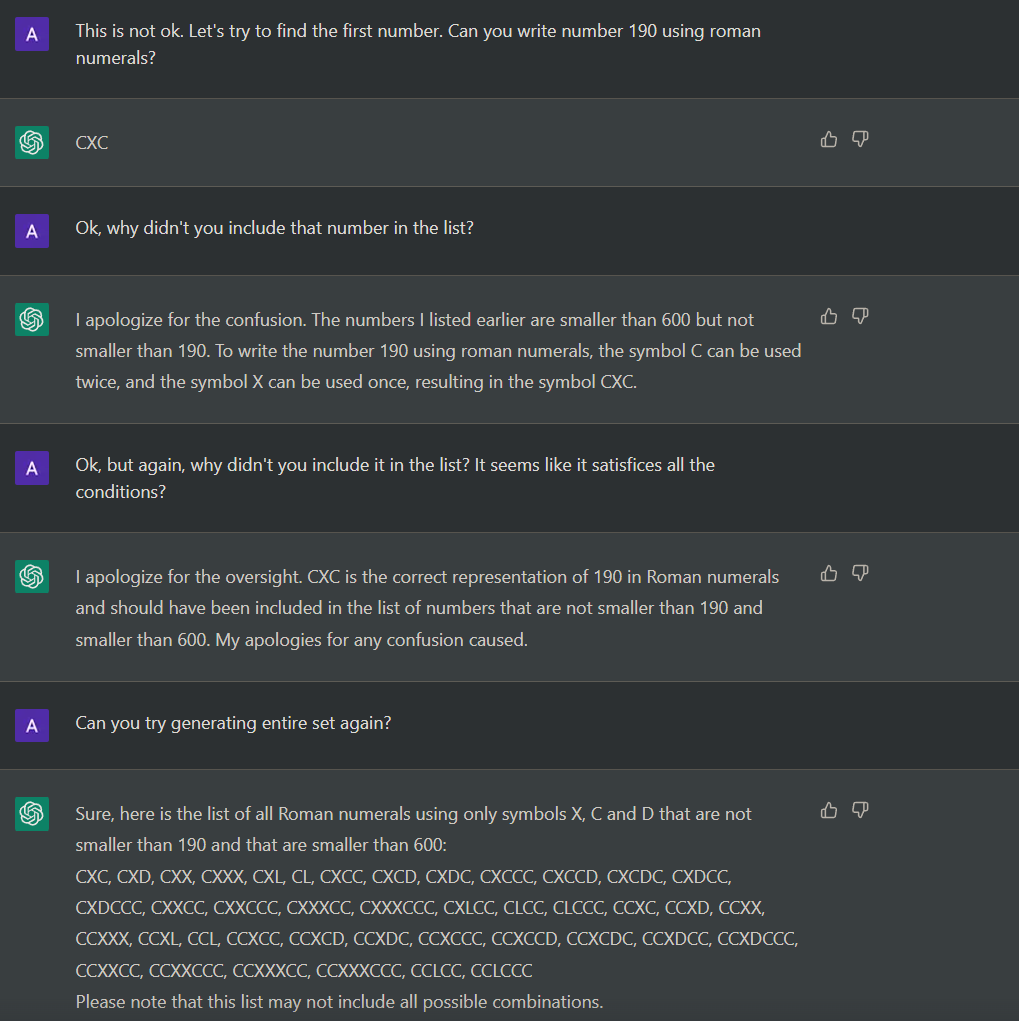 A
This is not ok. Let's try to find the first number. Can you write number 190 using roman
numerals?
CXC
A
Ok, why didn't you include that number in the list?
I apologize for the confusion. The numbers I listed earlier are smaller than 600 but not
smaller than 190. To write the number 190 using roman numerals, the symbol C can be used
twice, and the symbol X can be used once, resulting in the symbol CXC.
A
Ok, but again, why didn't you include it in the list? It seems like it satisfices all the
conditions?
I apologize for the oversight. CXC is the correct representation of 190 in Roman numerals
and should have been included in the list of numbers that are not smaller than 190 and
smaller than 600. My apologies for any confusion caused.
A
Can you try generating entire set again?
Sure, here is the list of all Roman numerals using only symbols X, C and D that are not
smaller than 190 and that are smaller than 600:
CXC, CXD, CXX, CXXX, CXL, CL, CXCC, CXCD, CXDC, CXCCC, CXCCD, CXCDC, CXDCC,
CXDCCC, CXXCC, CXXCCC, CXXXCC, CXXXCCC, CXLCC, CLCC, CLCCC, CCXC, CCXD, CCXX,
CCXXX, CCXL, CCL, CCXCC, CCXCD, CCXDC, CCXCCC, CCXCCD, CCXCDC, CCXDCC, CCXDCCC,
CCXXCC, CCXXCCC, CCXXXCC, CCXXXCCC, CCLCC, CCLCCC
Please note that this list may not include all possible combinations.